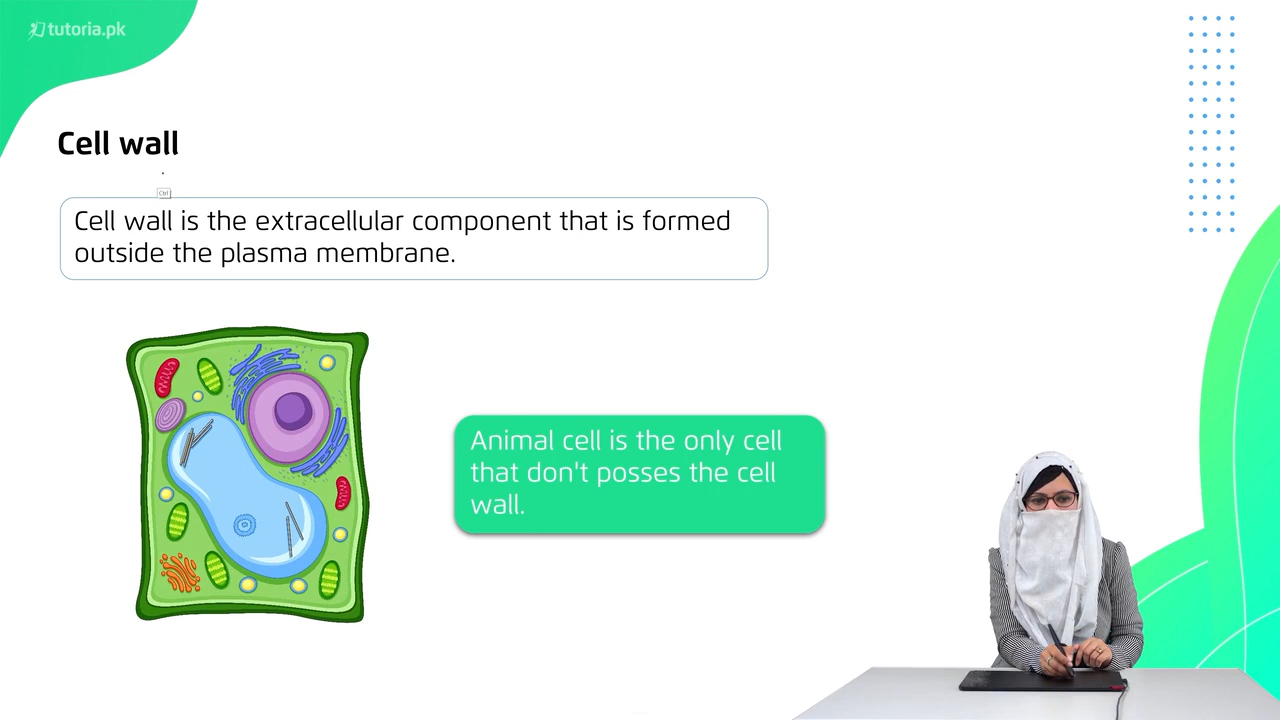 tutoria.pk
Cell wall
Ctrl
Cell wall is the extracellular component that is formed
outside the plasma membrane.
Animal cell is the only cell
that don't posses the cell
wall.